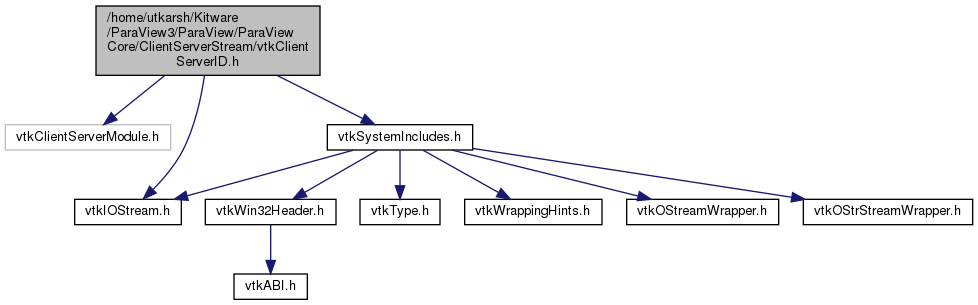 /home/utkarsh/Kitware
/ParaView3/ParaView/ParaView
Core/ClientServerStream/vtkClient
ServerID.h
vtkClientServerModule.h
vtkSystemIncludes.h
vtkIOStream.h
vtkWin32Header.h
vtkType.h
vtkWrappingHints.h
vtkOStreamWrapper.h
vtkOStrStreamWrapper.h
vtkABI.h